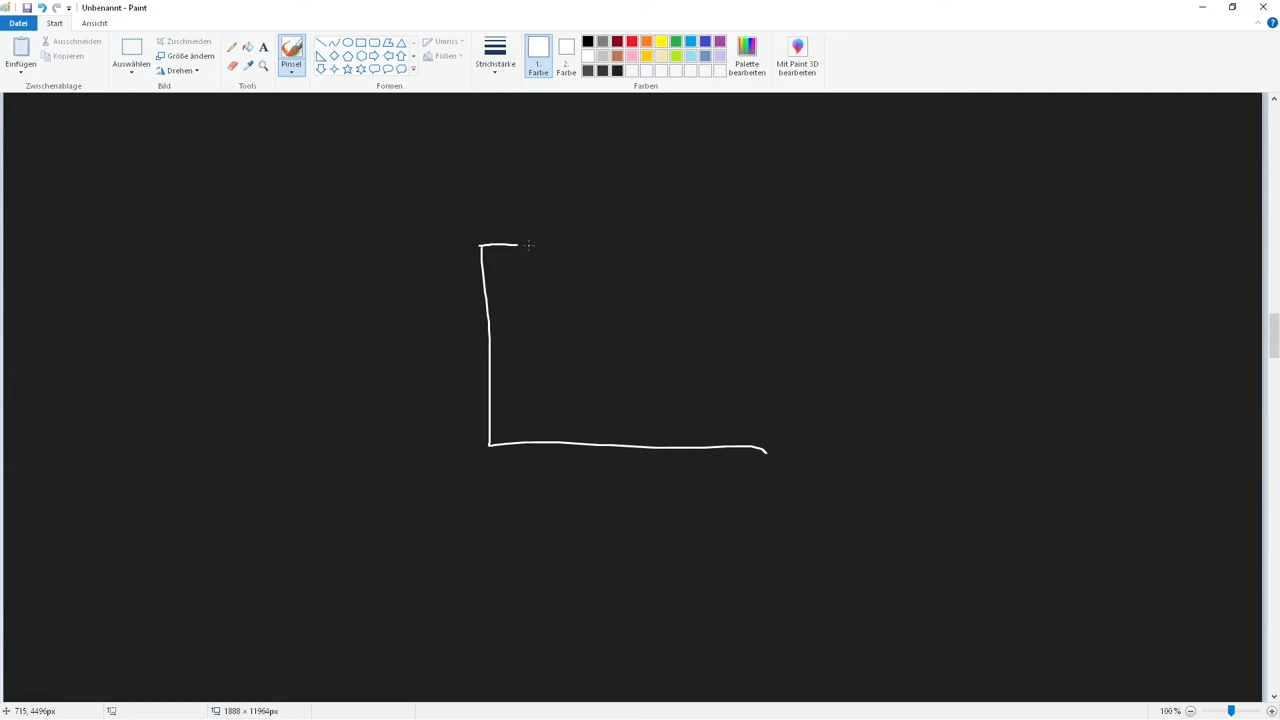 Unbenannt - Paint
Datei Start Ansicht
Einfügen
Ausschneiden
Kopieren
Zwischenablage
Auswählen
Zuschneiden
Größe ändern
Drehen
Bild
A
Tools
Pinsel
Formen
Umriss
Füllen
Strichstärke
1. Farbe
2. Farbe
Palette bearbeiten
Mit Paint 3D bearbeiten
Farben
715, 4496px
1888 × 11964px
100 %